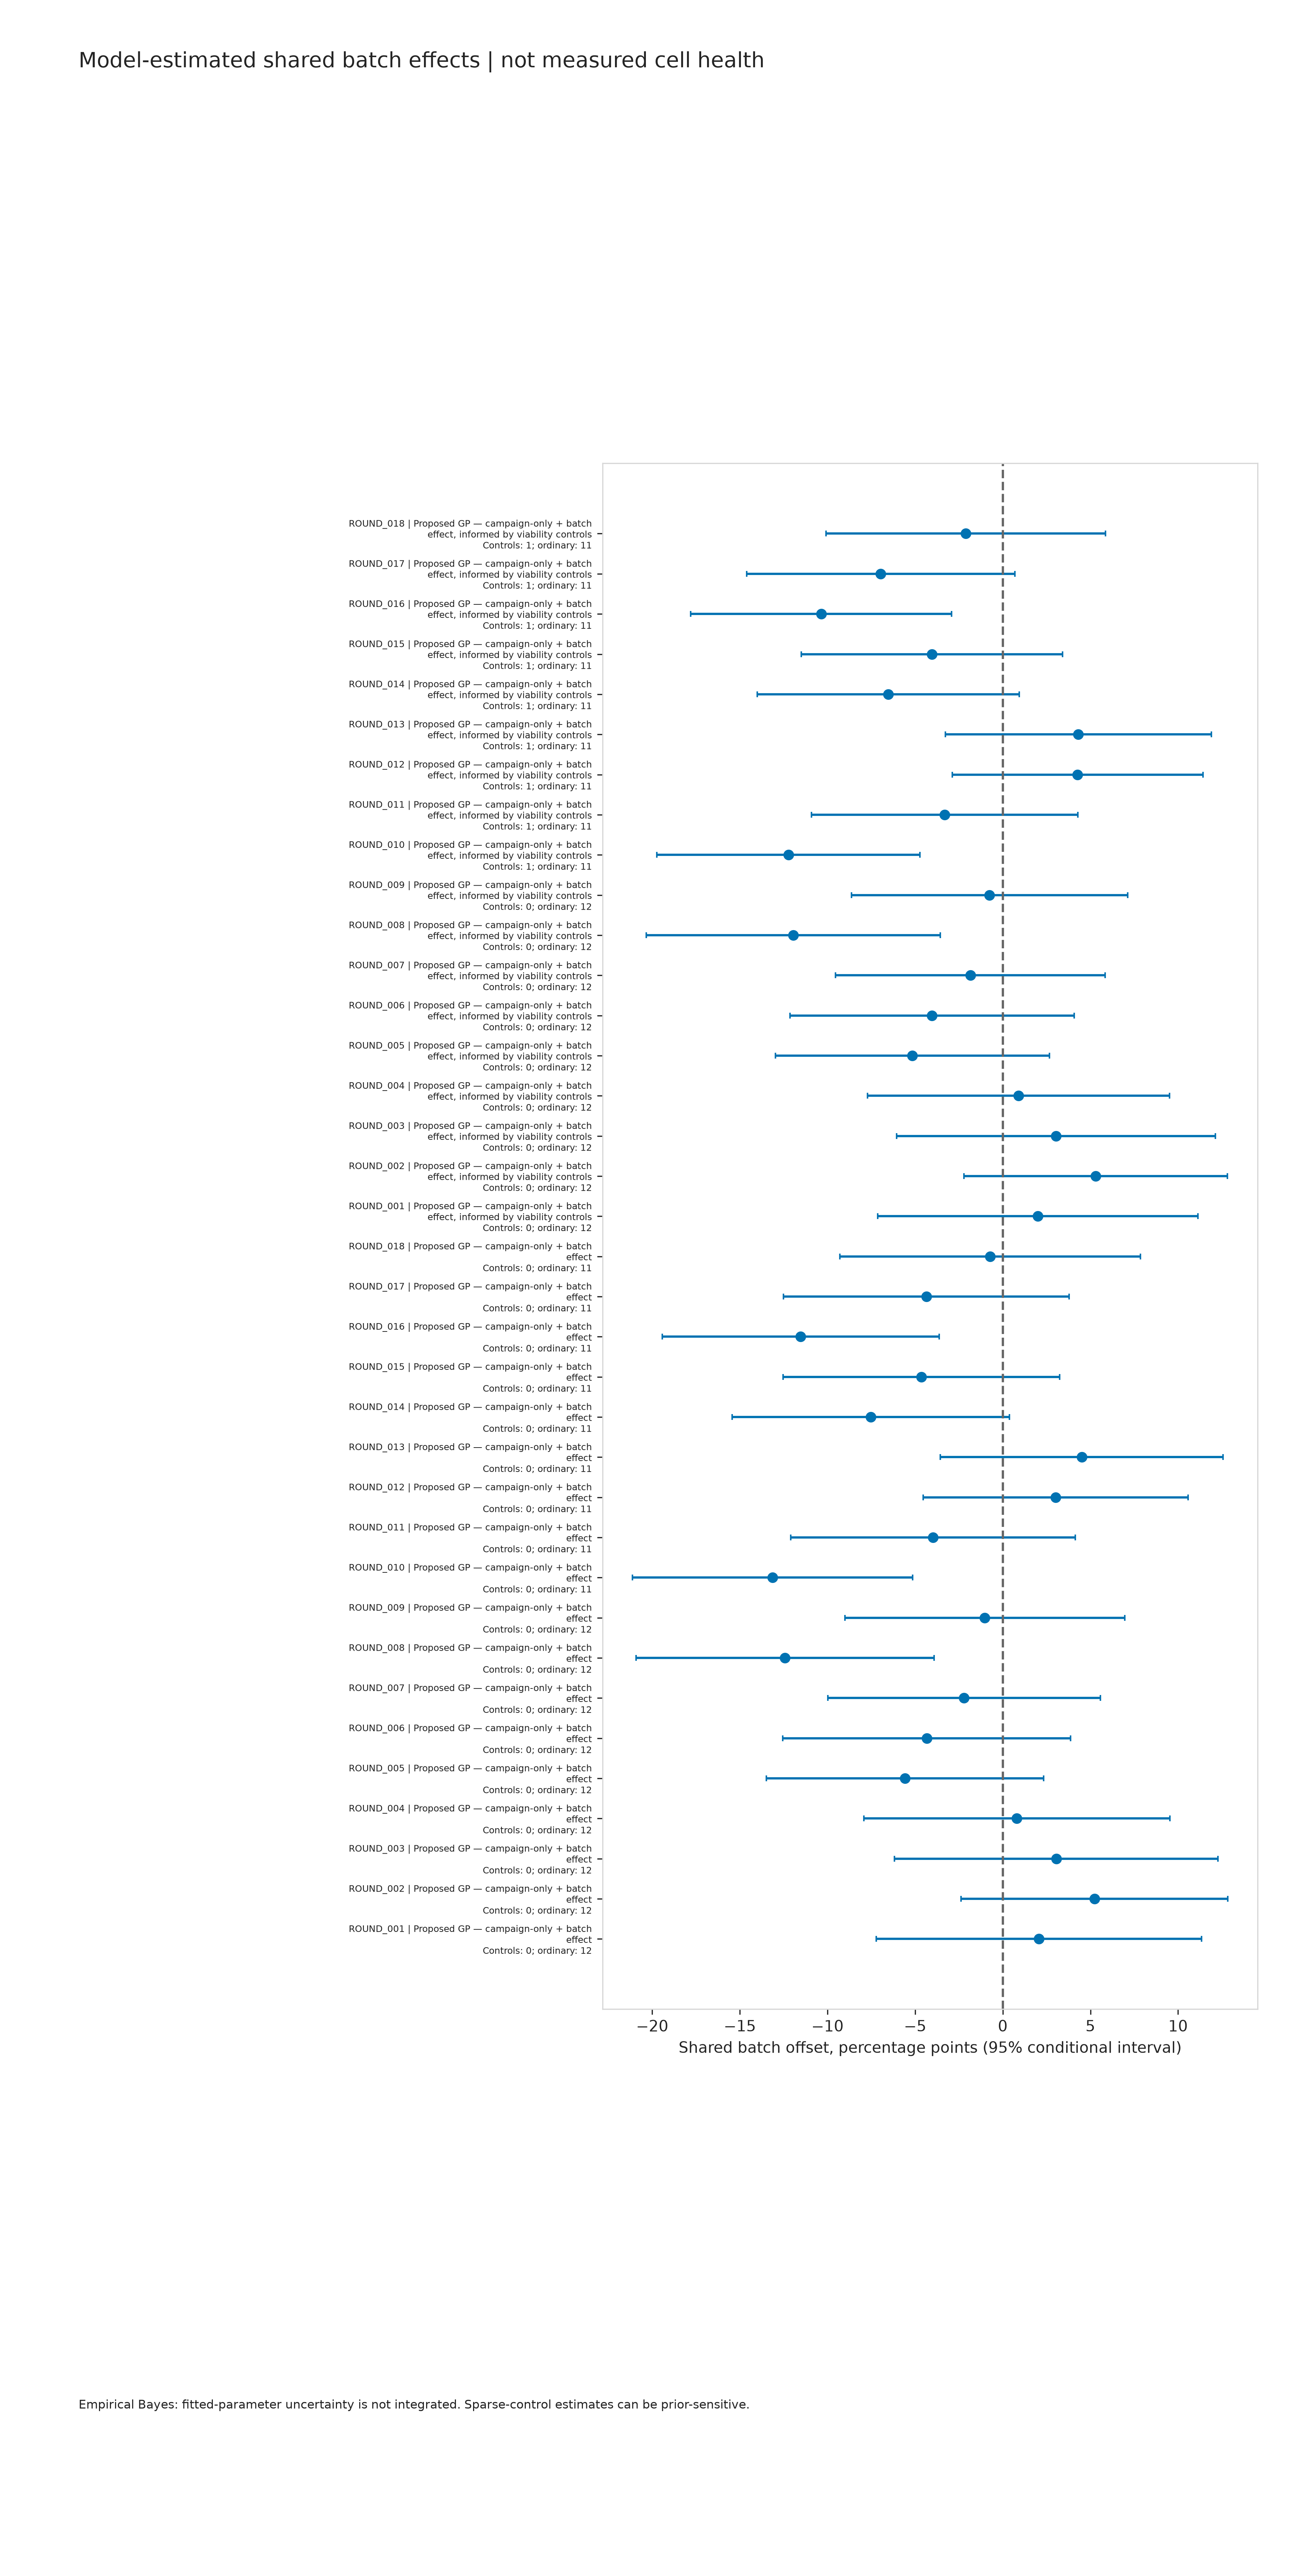 Model-estimated shared batch effects | not measured cell health
ROUND_018 | Proposed GP — campaign-only + batch
effect, informed by viability controls
Controls: 1; ordinary: 11
ROUND_017 | Proposed GP — campaign-only + batch
effect, informed by viability controls
Controls: 1; ordinary: 11
ROUND_016 | Proposed GP — campaign-only + batch
effect, informed by viability controls
Controls: 1; ordinary: 11
ROUND_015 | Proposed GP — campaign-only + batch
effect, informed by viability controls
Controls: 1; ordinary: 11
ROUND_014 | Proposed GP — campaign-only + batch
effect, informed by viability controls
Controls: 1; ordinary: 11
ROUND_013 | Proposed GP — campaign-only + batch
effect, informed by viability controls
Controls: 1; ordinary: 11
ROUND_012 | Proposed GP — campaign-only + batch
effect, informed by viability controls
Controls: 1; ordinary: 11
ROUND_011 | Proposed GP — campaign-only + batch
effect, informed by viability controls
Controls: 1; ordinary: 11
ROUND_010 | Proposed GP — campaign-only + batch
effect, informed by viability controls
Controls: 1; ordinary: 11
ROUND_009 | Proposed GP — campaign-only + batch
effect, informed by viability controls
Controls: 0; ordinary: 12
ROUND_008 | Proposed GP — campaign-only + batch
effect, informed by viability controls
Controls: 0; ordinary: 12
ROUND_007 | Proposed GP — campaign-only + batch
effect, informed by viability controls
Controls: 0; ordinary: 12
ROUND_006 | Proposed GP — campaign-only + batch
effect, informed by viability controls
Controls: 0; ordinary: 12
ROUND_005 | Proposed GP — campaign-only + batch
effect, informed by viability controls
Controls: 0; ordinary: 12
ROUND_004 | Proposed GP — campaign-only + batch
effect, informed by viability controls
Controls: 0; ordinary: 12
ROUND_003 | Proposed GP — campaign-only + batch
effect, informed by viability controls
Controls: 0; ordinary: 12
ROUND_002 | Proposed GP — campaign-only + batch
effect, informed by viability controls
Controls: 0; ordinary: 12
ROUND_001 | Proposed GP — campaign-only + batch
effect, informed by viability controls
Controls: 0; ordinary: 12
ROUND_018 | Proposed GP — campaign-only + batch
effect
Controls: 0; ordinary: 11
ROUND_017 | Proposed GP — campaign-only + batch
effect
Controls: 0; ordinary: 11
ROUND_016 | Proposed GP — campaign-only + batch
effect
Controls: 0; ordinary: 11
ROUND_015 | Proposed GP — campaign-only + batch
effect
Controls: 0; ordinary: 11
ROUND_014 | Proposed GP — campaign-only + batch
effect
Controls: 0; ordinary: 11
ROUND_013 | Proposed GP — campaign-only + batch
effect
Controls: 0; ordinary: 11
ROUND_012 | Proposed GP — campaign-only + batch
effect
Controls: 0; ordinary: 11
ROUND_011 | Proposed GP — campaign-only + batch
effect
Controls: 0; ordinary: 11
ROUND_010 | Proposed GP — campaign-only + batch
effect
Controls: 0; ordinary: 11
ROUND_009 | Proposed GP — campaign-only + batch
effect
Controls: 0; ordinary: 12
ROUND_008 | Proposed GP — campaign-only + batch
effect
Controls: 0; ordinary: 12
ROUND_007 | Proposed GP — campaign-only + batch
effect
Controls: 0; ordinary: 12
ROUND_006 | Proposed GP — campaign-only + batch
effect
Controls: 0; ordinary: 12
ROUND_005 | Proposed GP — campaign-only + batch
effect
Controls: 0; ordinary: 12
ROUND_004 | Proposed GP — campaign-only + batch
effect
Controls: 0; ordinary: 12
ROUND_003 | Proposed GP — campaign-only + batch
effect
Controls: 0; ordinary: 12
ROUND_002 | Proposed GP — campaign-only + batch
effect
Controls: 0; ordinary: 12
ROUND_001 | Proposed GP — campaign-only + batch
effect
Controls: 0; ordinary: 12
−20 −15 −10 −5 0 5 10
Shared batch offset, percentage points (95% conditional interval)
Empirical Bayes: fitted-parameter uncertainty is not integrated. Sparse-control estimates can be prior-sensitive.